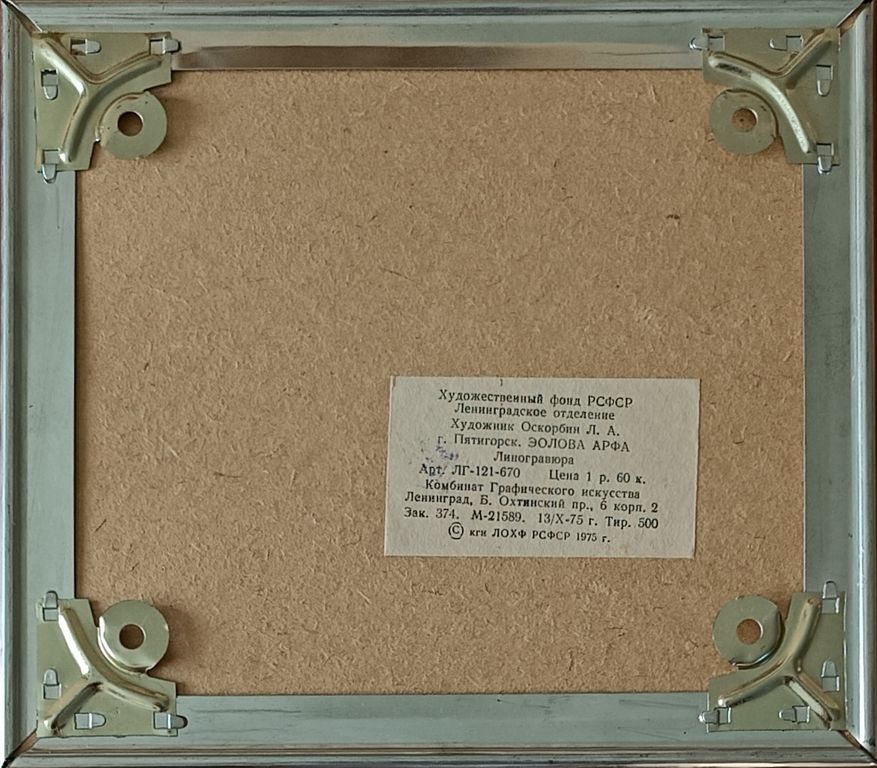 Художественный фонд РСФСР
Ленинградское отделение
Художник Оскорбин Л. А.
г. Пятигорск. ЭОЛОВА АРФА
Линогравюра
Арт. ЛГ-121-670 Цена 1 р. 60 к.
Комбинат Графического искусства
Ленинград, Б. Охтинский пр., 6 корп. 2
Зак. 374. М-21589. 13/X-75 г. Тир. 500
© кги ЛОХФ РСФСР 1975 г.